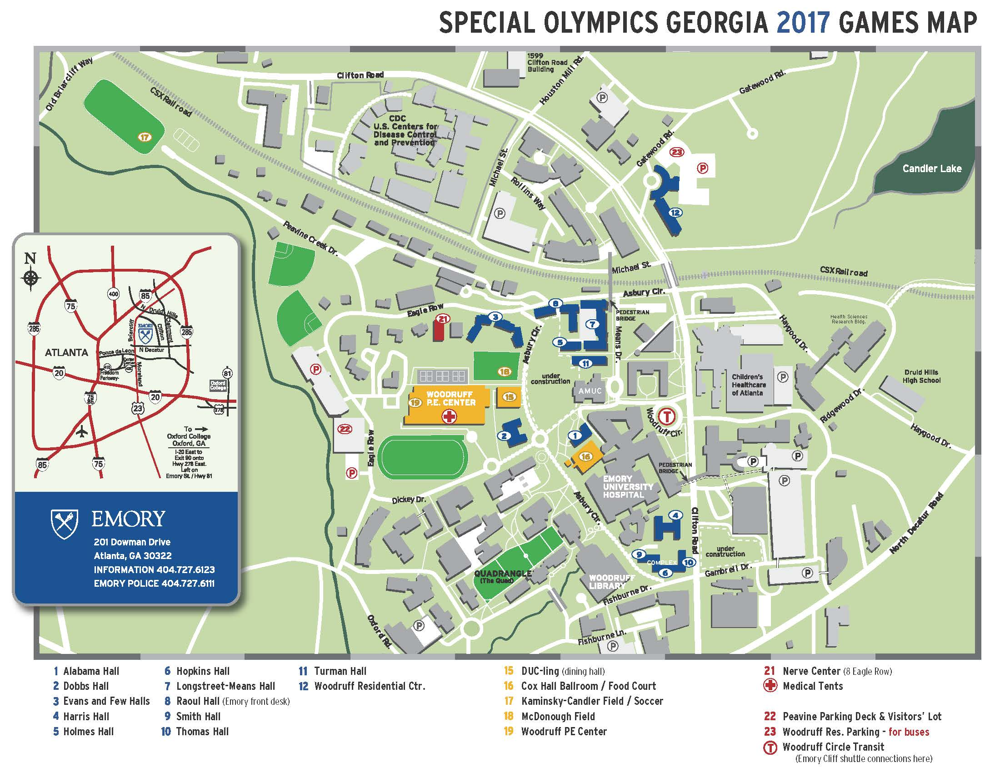 SPECIAL OLYMPICS GEORGIA 2017 GAMES MAP
1599
Clifton Road
Building
Old Briarcliff Way
Clifton Road
Houston Mill Rd.
Gatewood Rd.
CSX Railroad
P
17
CDC
U.S. Centers for
Disease Control
and Prevention
Gatewood Rd.
23
P
Candler Lake
Michael St.
Rollins Way
P
12
Peavine Creek Dr.
Michael St.
CSX Railroad
Asbury Cir.
Eagle Row
21
3
8
PEDESTRIAN
BRIDGE
7
5
Means Dr.
Asbury Cir.
Haygood Dr.
Health Sciences
Research Bldg.
P
18
11
under
construction
AMUC
Children's
Healthcare
of Atlanta
P
Druid Hills
High School
WOODRUFF
P.E. CENTER
19
15
Ridgewood Dr.
Woodruff Cir.
T
22
Eagle Row
2
1
16
Haygood Dr.
P
PEDESTRIAN
BRIDGE
P
P
P
EMORY
UNIVERSITY
HOSPITAL
Dickey Dr.
Asbury Cir.
4
Clifton Road
North Decatur Road
under
construction
9
COMPLEX
10
6
Gambrell Dr.
P
QUADRANGLE
(The Quad)
WOODRUFF
LIBRARY
Fishburne Dr.
Oxford Rd.
P
Fishburne Ln.
P
N
400
85
75
N Druid Hills
285
Briarcliff
EMORY
Clifton
Clairmont
285
ATLANTA
Ponce de Leon
N Decatur
20
410
Freedom
Parkway
Carter
Center
42E
Moreland
81
Oxford
College
75
85
20
23
278
To
Oxford College
Oxford, GA
I-20 East to
Exit 90 onto
Hwy 278 East.
Left on
Emory St. / Hwy 81
85
75
EMORY
201 Dowman Drive
Atlanta, GA 30322
INFORMATION 404.727.6123
EMORY POLICE 404.727.6111
1 Alabama Hall
2 Dobbs Hall
3 Evans and Few Halls
4 Harris Hall
5 Holmes Hall
6 Hopkins Hall
7 Longstreet-Means Hall
8 Raoul Hall (Emory front desk)
9 Smith Hall
10 Thomas Hall
11 Turman Hall
12 Woodruff Residential Ctr.
15 DUC-ling (dining hall)
16 Cox Hall Ballroom / Food Court
17 Kaminsky-Candler Field / Soccer
18 McDonough Field
19 Woodruff PE Center
21 Nerve Center (8 Eagle Row)
Medical Tents
22 Peavine Parking Deck & Visitors' Lot
23 Woodruff Res. Parking - for buses
T Woodruff Circle Transit
(Emory Cliff shuttle connections here)